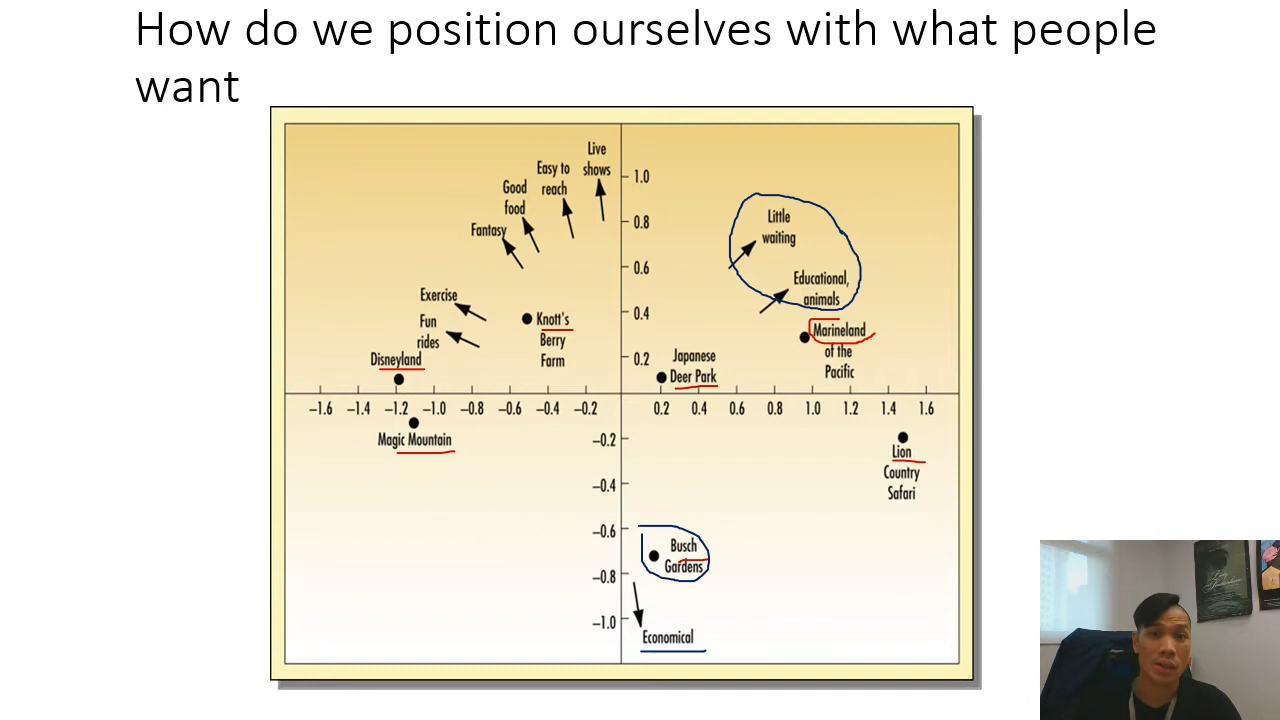 How do we position ourselves with what people
want
Live
shows
Easy to
reach
Good
food
Fantasy
Exercise
Fun
rides
Disneyland
Magic Mountain
Knott's
Berry
Farm
Little
waiting
Educational,
animals
Marineland
of the
Pacific
Japanese
Deer Park
Lion
Country
Safari
Busch
Gardens
Economical
1.0
0.8
0.6
0.4
0.2
–0.2
–0.4
–0.6
–0.8
–1.0
–1.6 –1.4 –1.2 –1.0 –0.8 –0.6 –0.4 –0.2 0.2 0.4 0.6 0.8 1.0 1.2 1.4 1.6